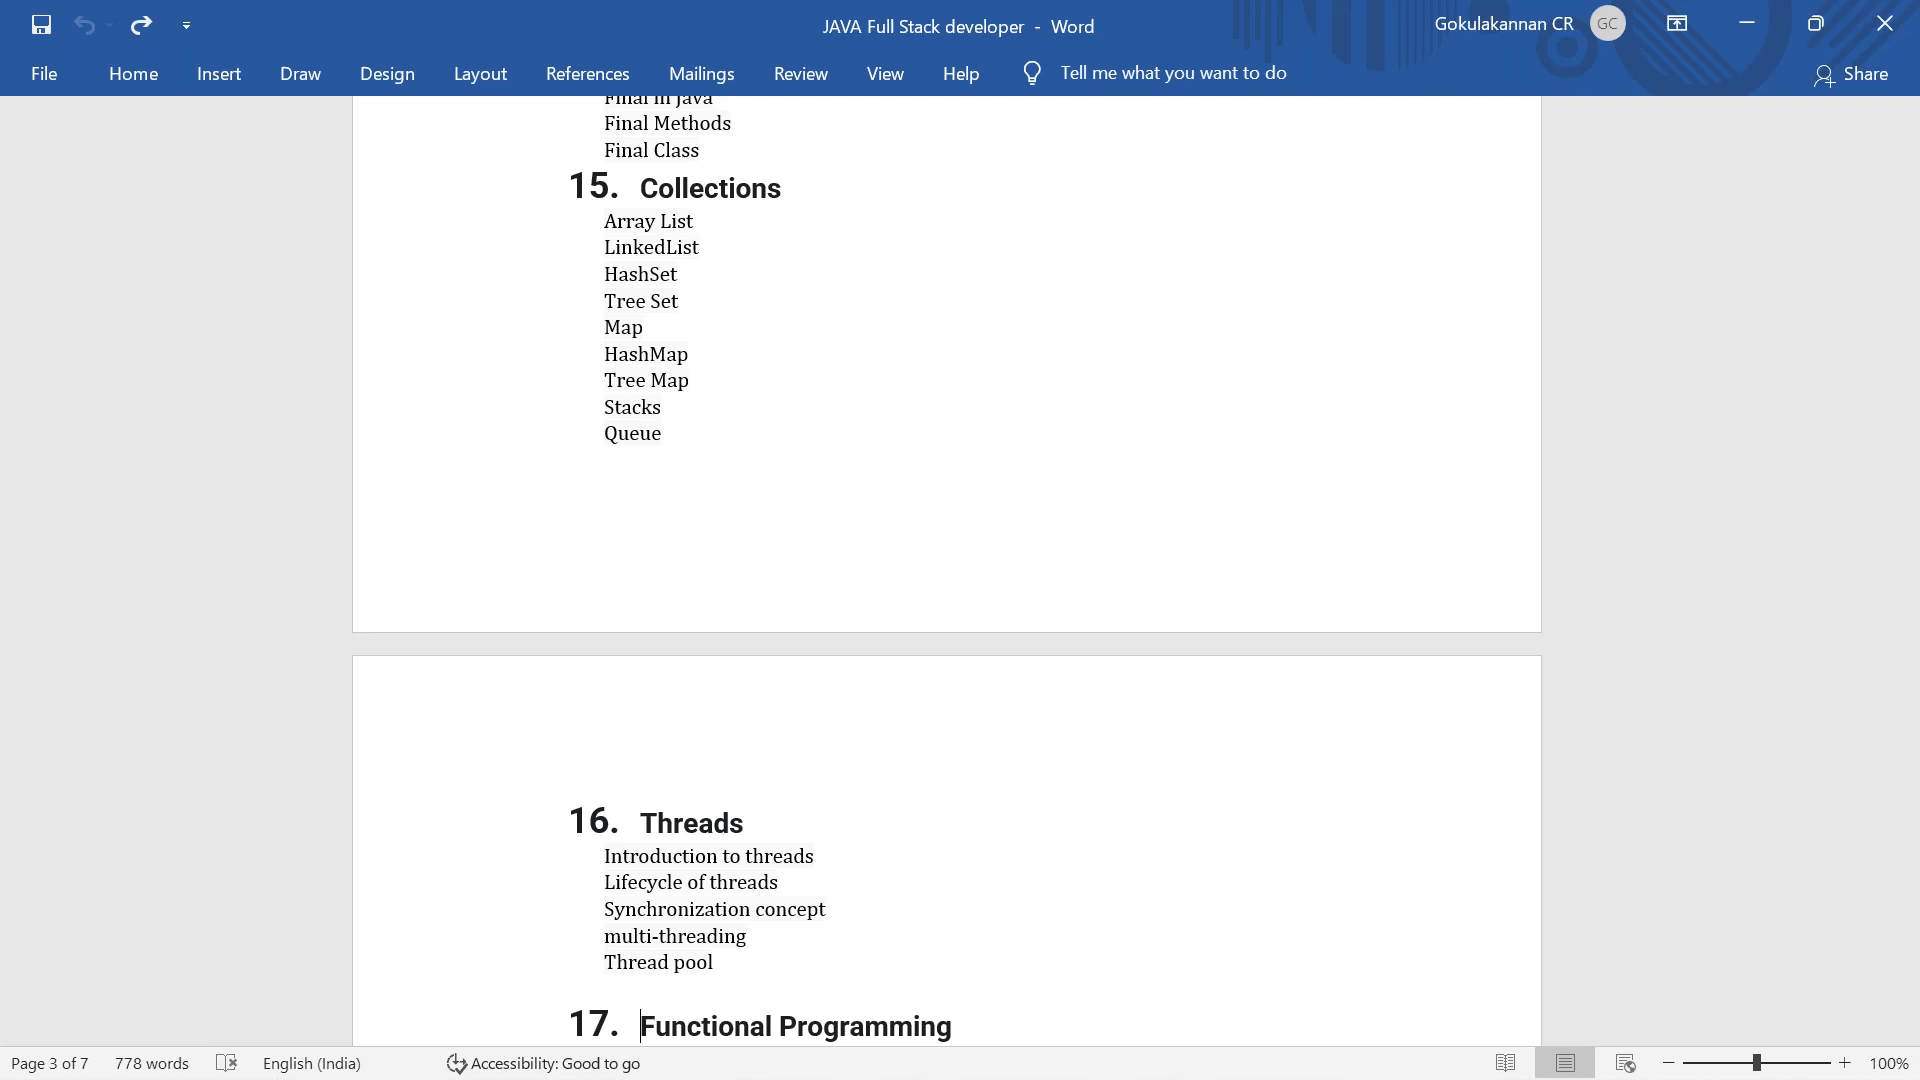 JAVA Full Stack developer - Word
Gokulakannan CR
GC
File
Home
Insert
Draw
Design
Layout
References
Mailings
Review
View
Help
Tell me what you want to do
Share
Final in Java
Final Methods
Final Class
15. Collections
Array List
LinkedList
HashSet
Tree Set
Map
HashMap
Tree Map
Stacks
Queue
16. Threads
Introduction to threads
Lifecycle of threads
Synchronization concept
multi-threading
Thread pool
17. Functional Programming
Page 3 of 7
778 words
English (India)
Accessibility: Good to go
100%